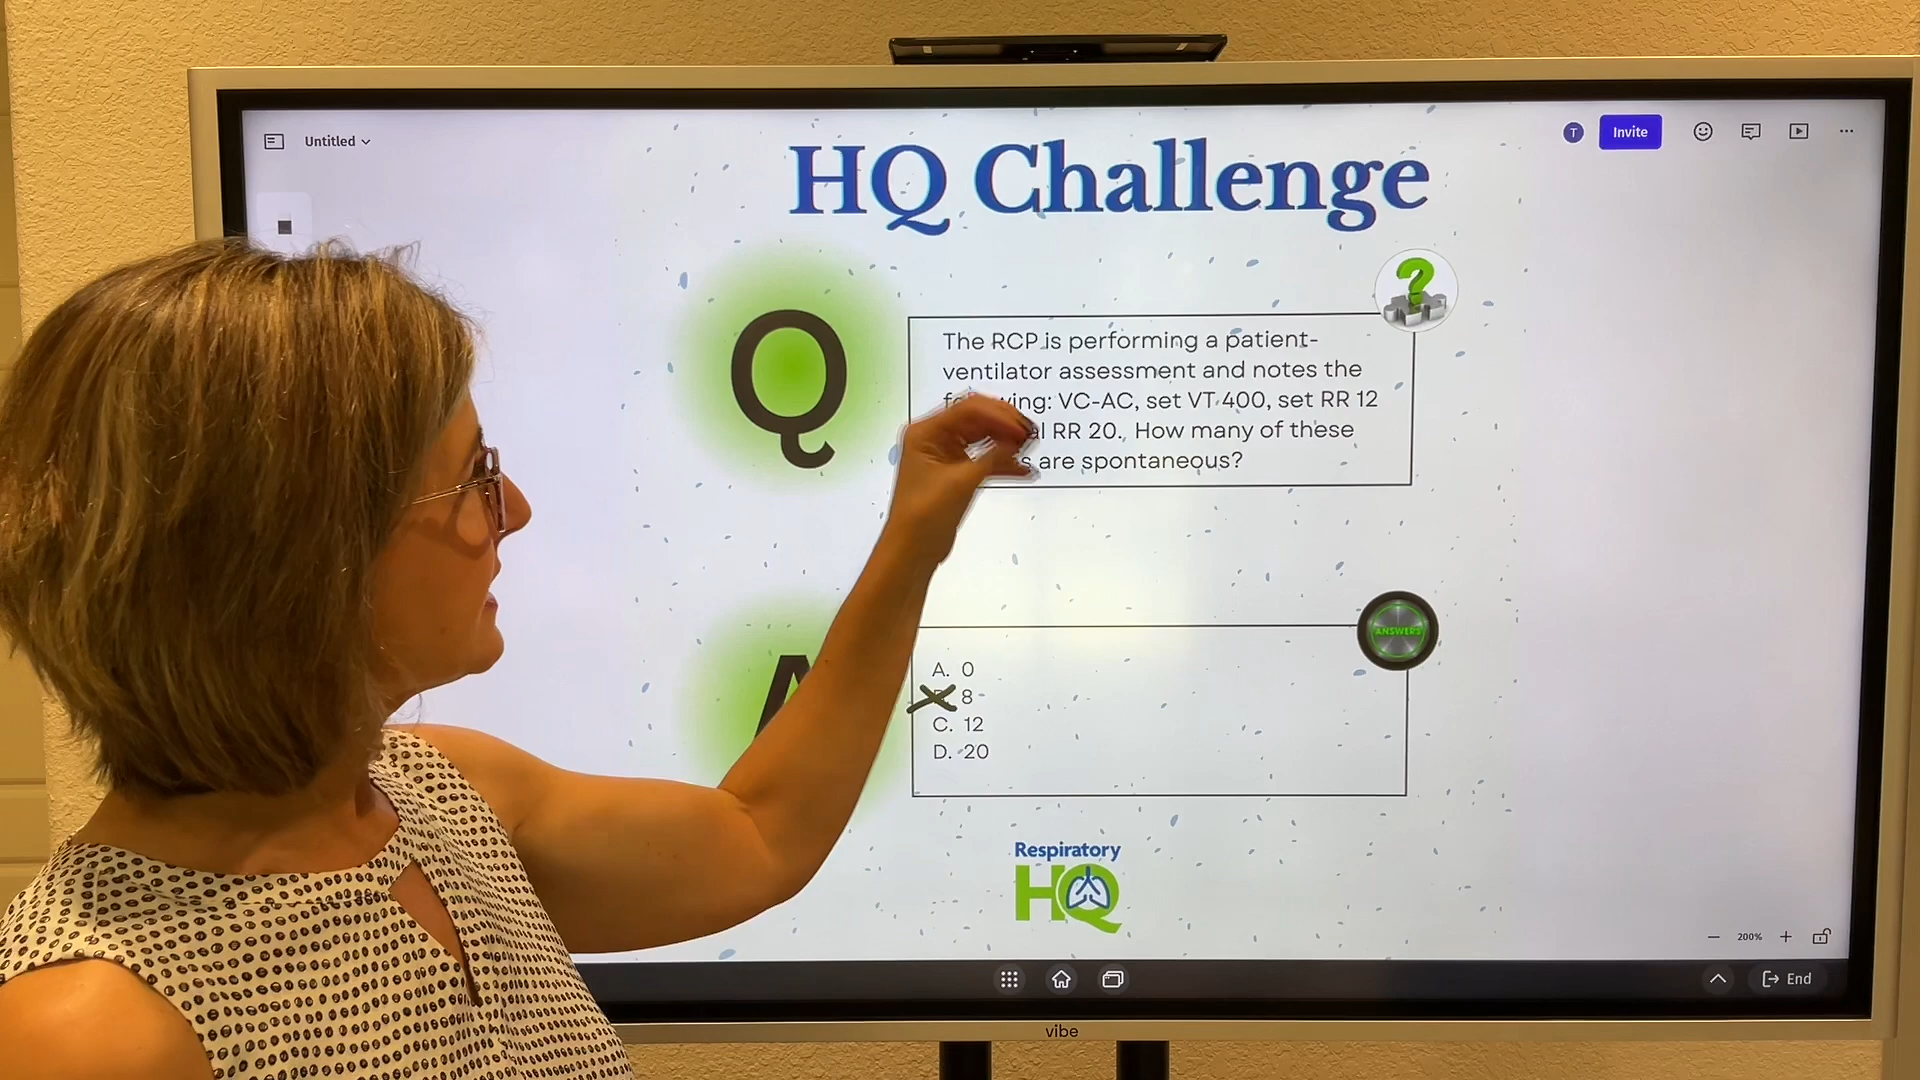 Untitled
T
Invite
HQ Challenge
?
Q
The RCP is performing a patient-
ventilator assessment and notes the
VC-AC, set VT 400, set RR 12
RR 20. How many of these
are spontaneous?
ANSWERS
A
A. 0
8
C. 12
D. 20
Respiratory
HQ
200%
End
vibe